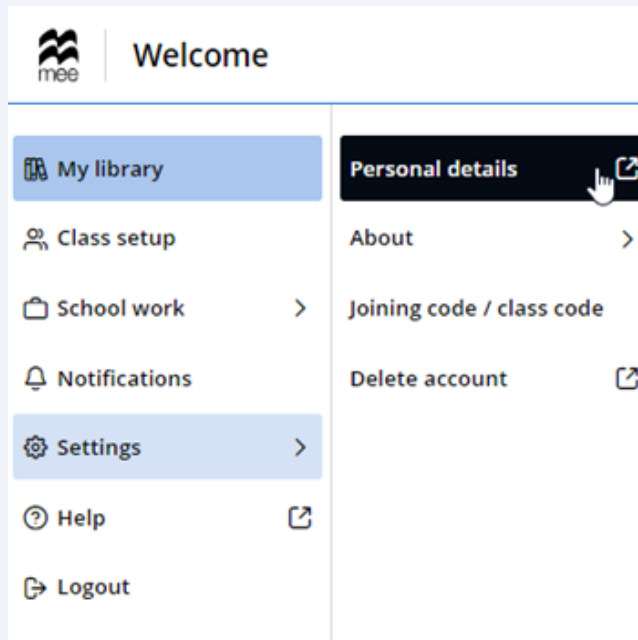 mee
Welcome
My library
Class setup
School work
Notifications
Settings
Help
Logout
Personal details
About
Joining code / class code
Delete account